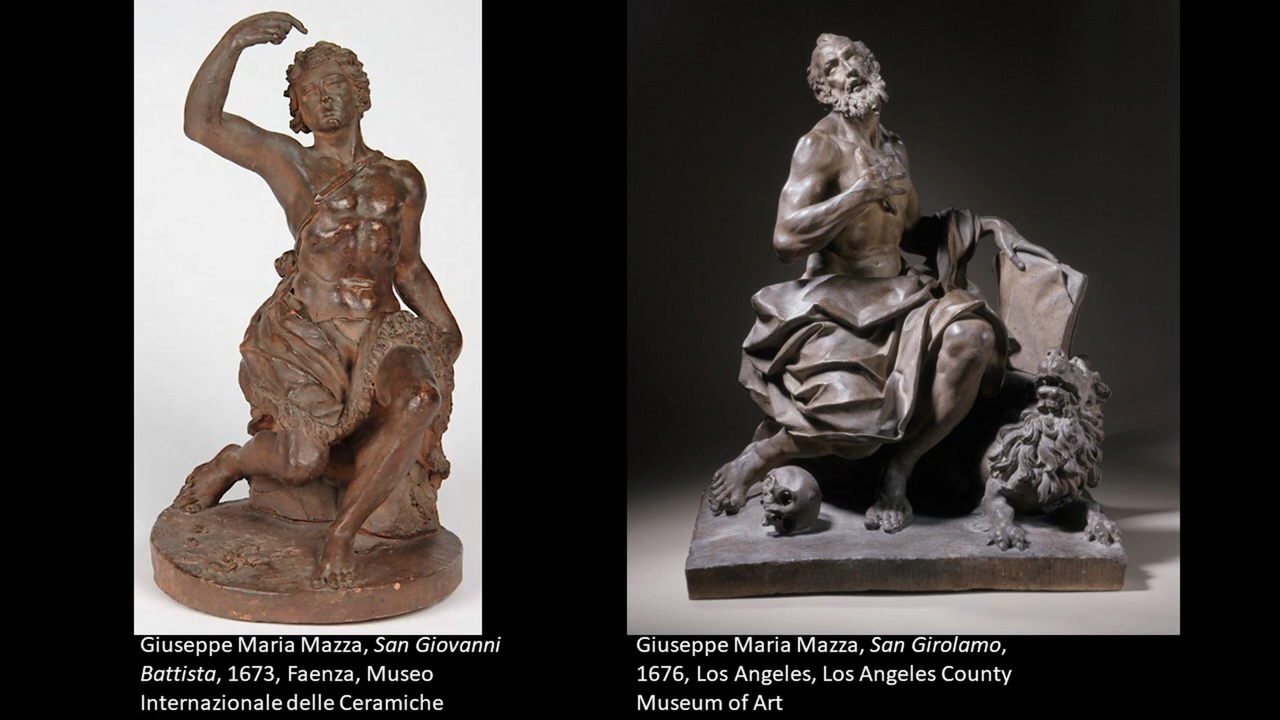 Giuseppe Maria Mazza, San Giovanni
Battista, 1673, Faenza, Museo
Internazionale delle Ceramiche
Giuseppe Maria Mazza, San Girolamo,
1676, Los Angeles, Los Angeles County
Museum of Art